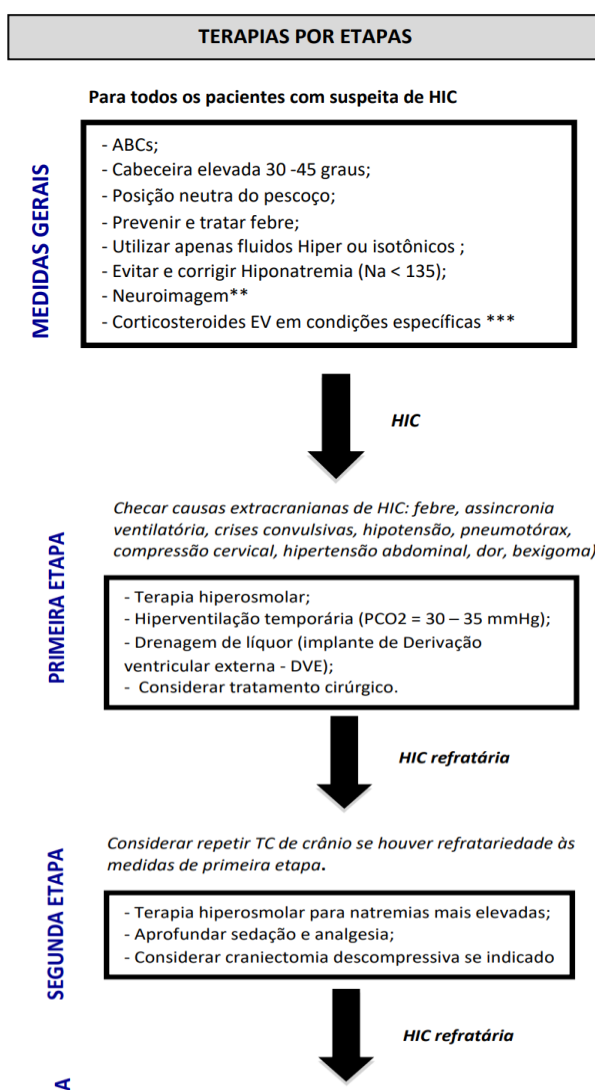 TERAPIAS POR ETAPAS
Para todos os pacientes com suspeita de HIC
MEDIDAS GERAIS
- ABCs;
- Cabeceira elevada 30 -45 graus;
- Posição neutra do pescoço;
- Prevenir e tratar febre;
- Utilizar apenas fluidos Hiper ou isotônicos ;
- Evitar e corrigir Hiponatremia (Na < 135);
- Neuroimagem**
- Corticosteroides EV em condições específicas ***
HIC
PRIMEIRA ETAPA
Checar causas extracranianas de HIC: febre, assincronia
ventilatória, crises convulsivas, hipotensão, pneumotórax,
compressão cervical, hipertensão abdominal, dor, bexigoma)
- Terapia hiperosmolar;
- Hiperventilação temporária (PCO2 = 30 – 35 mmHg);
- Drenagem de líquor (implante de Derivação
ventricular externa - DVE);
- Considerar tratamento cirúrgico.
HIC refratária
SEGUNDA ETAPA
Considerar repetir TC de crânio se houver refratariedade às
medidas de primeira etapa.
- Terapia hiperosmolar para natremias mais elevadas;
- Aprofundar sedação e analgesia;
- Considerar craniectomia descompressiva se indicado
HIC refratária
A